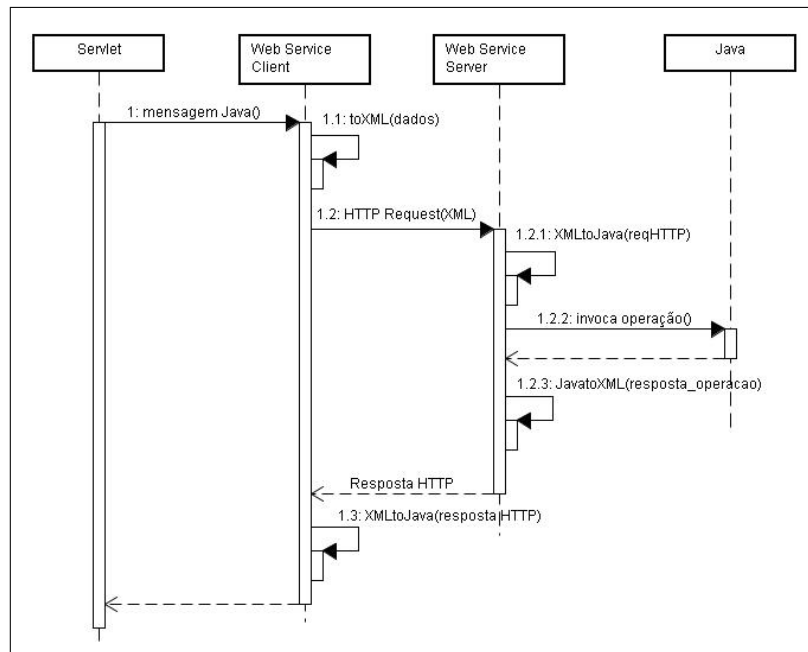 Servlet
Web Service
Client
Web Service
Server
Java
1: mensagem Java()
1.1: toXML(dados)
1.2: HTTP Request(XML)
1.2.1: XMLtoJava(reqHTTP)
1.2.2: invoca operação()
1.2.3: JavatoXML(resposta_operacao)
Resposta HTTP
1.3: XMLtoJava(resposta HTTP)